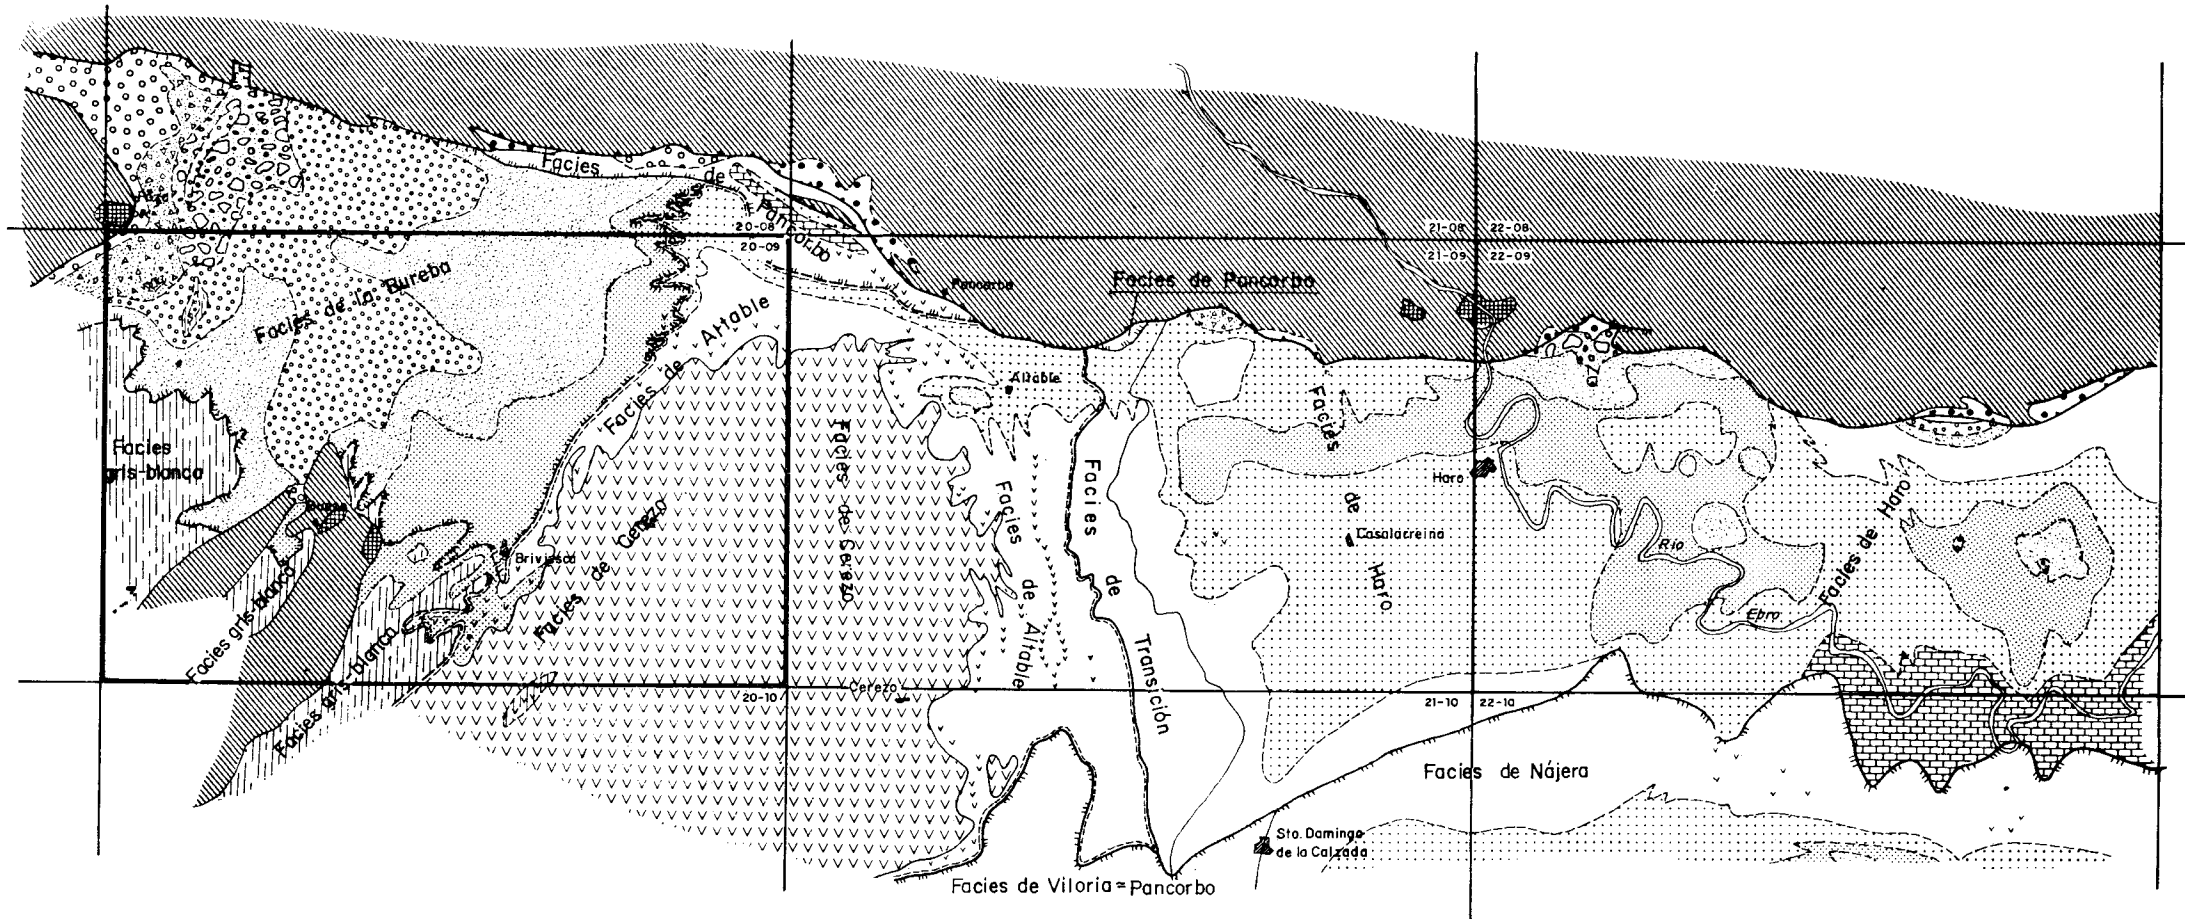 Poza
Facies de Pancorbo
20-08
20-09
21-08 22-08
21-09 22-09
Facies de la Bureba
Pancorbo
Facies de Pancorbo
Facies de Altable
Altable
Facies
gris-blanca
Facies de Cerezo
Facies de Cerezo
Facies de Altable
Facies de Transición
Facies de Haro
Haro
Casalarreina
Río
Ebro
Facies de Haro
Briviesca
Facies gris-blanca
Facies gris-blanca
20-10
Cerezo
21-10 22-10
Facies de Nájera
Sto. Domingo
de la Calzada
Facies de Viloria = Pancorbo